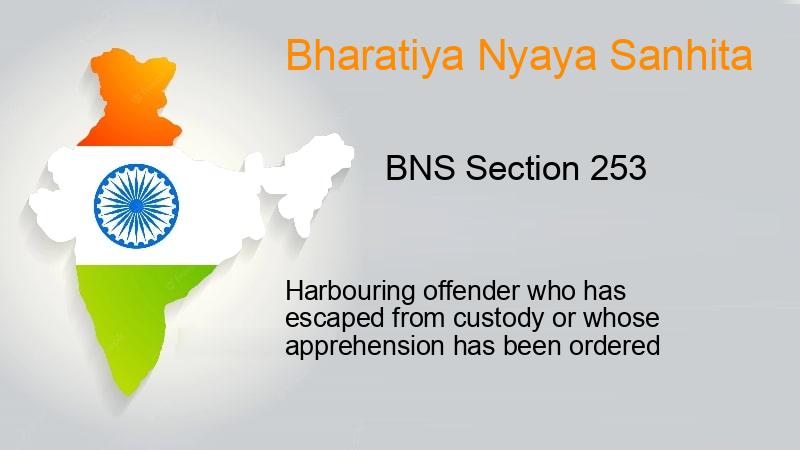 Bharatiya Nyaya Sanhita
BNS Section 253
Harbouring offender who has
escaped from custody or whose
apprehension has been ordered